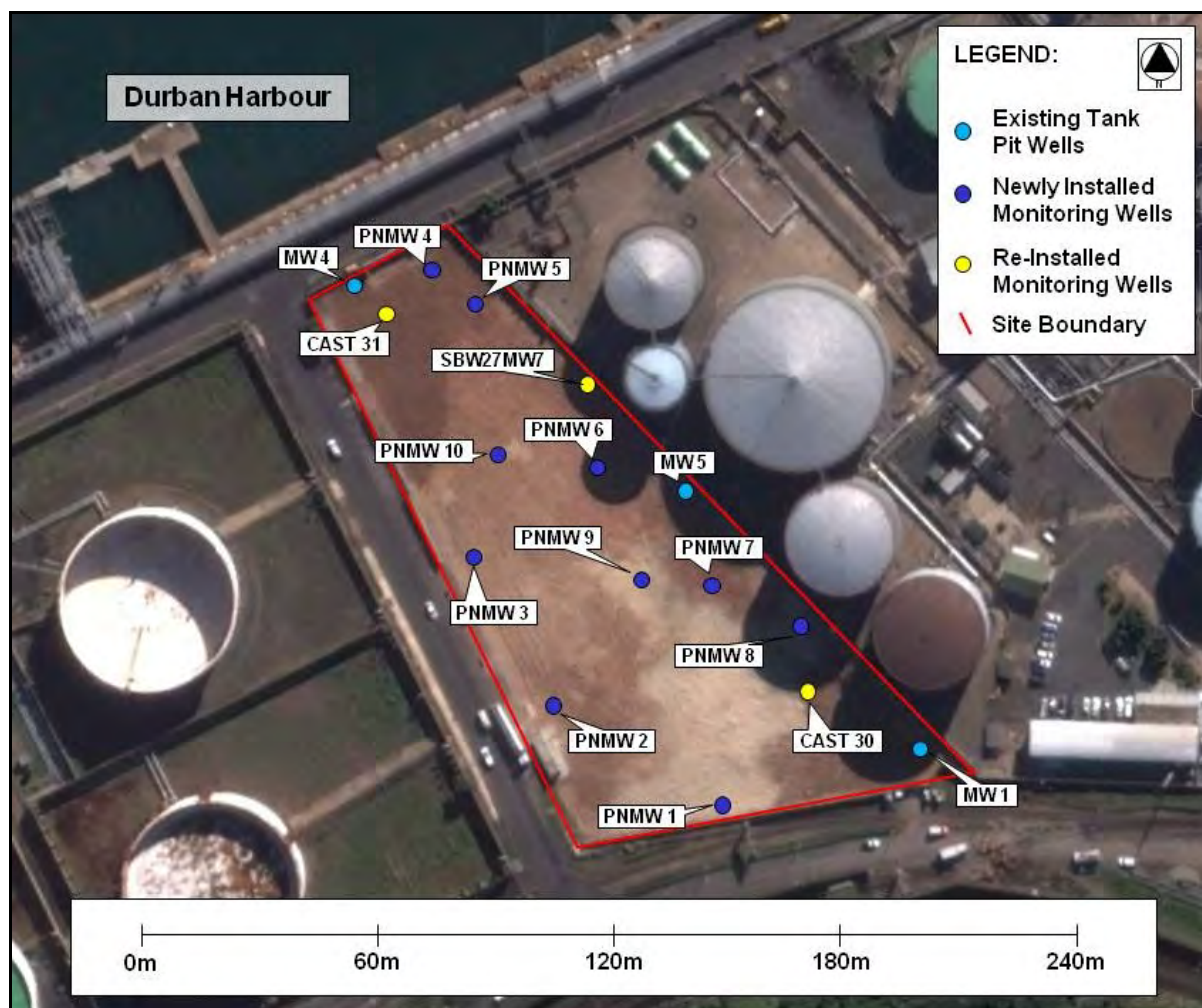 Durban Harbour
LEGEND:
N
Existing Tank
Pit Wells
Newly Installed
Monitoring Wells
Re-Installed
Monitoring Wells
Site Boundary
PNMW 4
MW 4
PNMW 5
CAST 31
SBW27MW7
PNMW 6
PNMW 10
MW 5
PNMW 9
PNMW 7
PNMW 3
PNMW 8
PNMW 2
CAST 30
MW 1
PNMW 1
0m 60m 120m 180m 240m